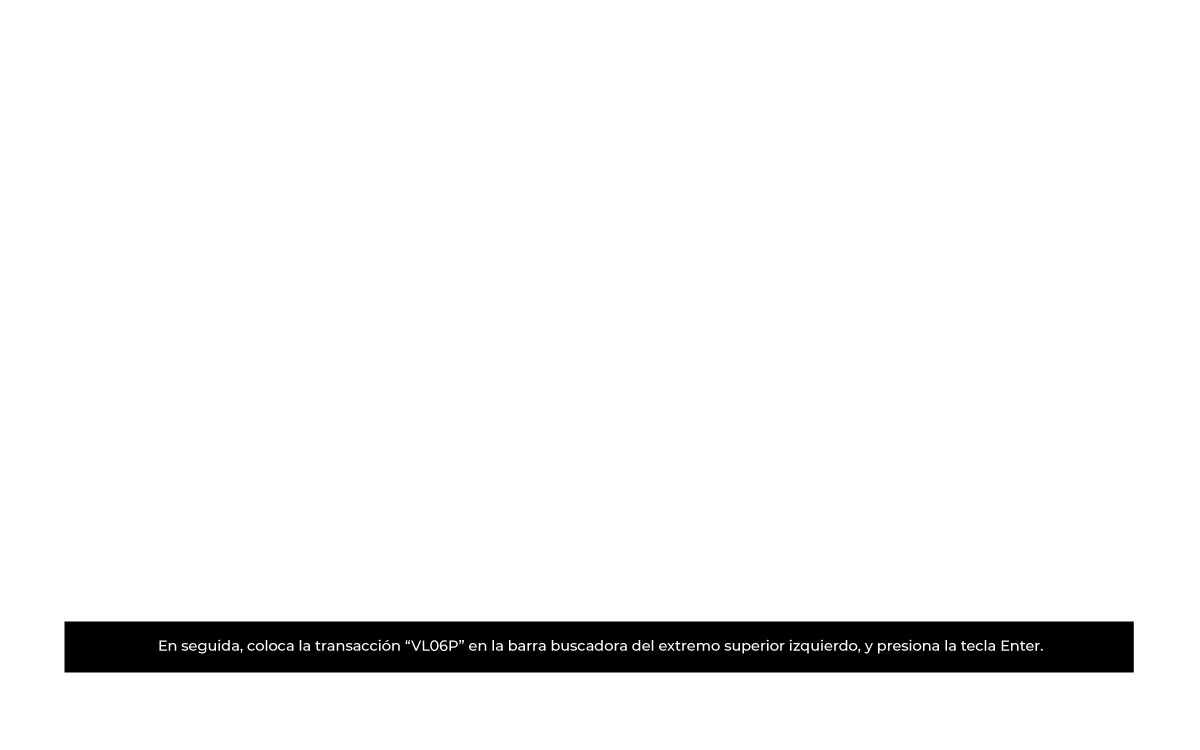 En seguida, coloca la transacción “VL06P” en la barra buscadora del extremo superior izquierdo, y presiona la tecla Enter.